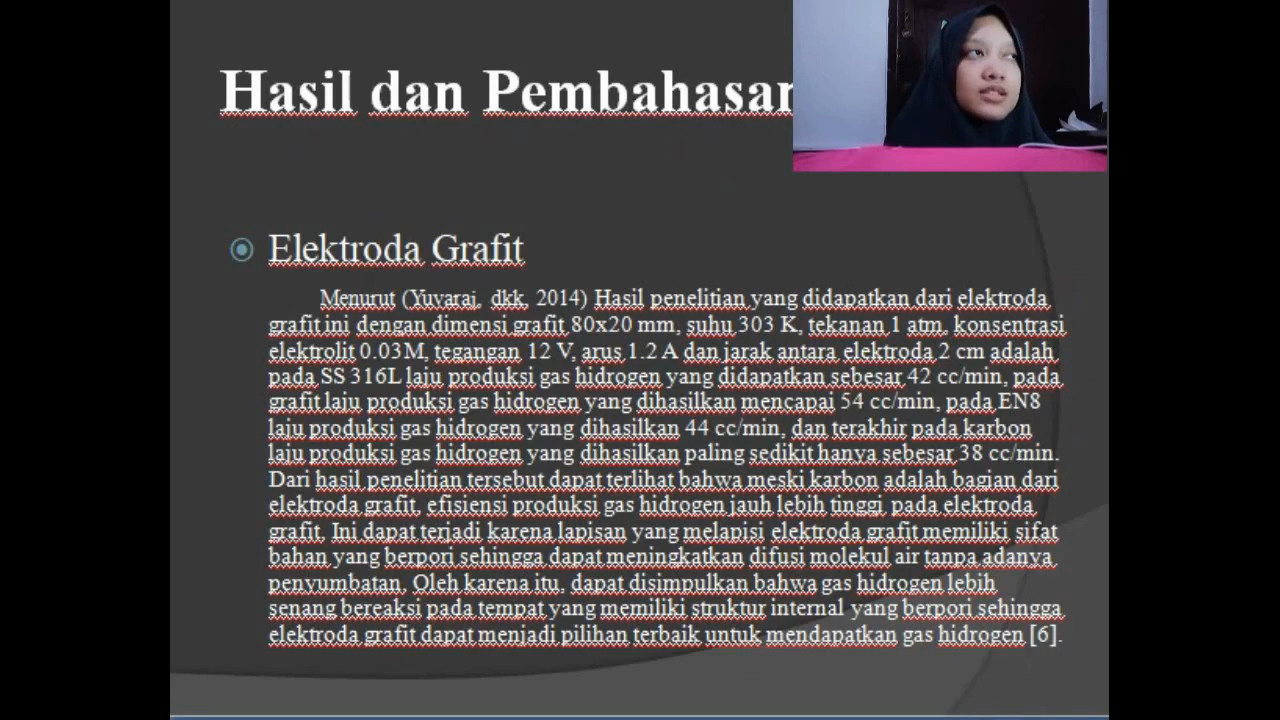 Hasil dan Pembahasan
Elektroda Grafit
Menurut (Yuvaraj, dkk, 2014) Hasil penelitian yang didapatkan dari elektroda
grafit ini dengan dimensi grafit 80x20 mm, suhu 303 K, tekanan 1 atm, konsentrasi
elektrolit 0.03M, tegangan 12 V, arus 1.2 A dan jarak antara elektroda 2 cm adalah
pada SS 316L laju produksi gas hidrogen yang didapatkan sebesar 42 cc/min, pada
grafit laju produksi gas hidrogen yang dihasilkan mencapai 54 cc/min, pada EN8
laju produksi gas hidrogen yang dihasilkan 44 cc/min, dan terakhir pada karbon
laju produksi gas hidrogen yang dihasilkan paling sedikit hanya sebesar 38 cc/min.
Dari hasil penelitian tersebut dapat terlihat bahwa meski karbon adalah bagian dari
elektroda grafit, efisiensi produksi gas hidrogen jauh lebih tinggi pada elektroda
grafit. Ini dapat terjadi karena lapisan yang melapisi elektroda grafit memiliki sifat
bahan yang berpori sehingga dapat meningkatkan difusi molekul air tanpa adanya
penyumbatan. Oleh karena itu, dapat disimpulkan bahwa gas hidrogen lebih
senang bereaksi pada tempat yang memiliki struktur internal yang berpori sehingga
elektroda grafit dapat menjadi pilihan terbaik untuk mendapatkan gas hidrogen [6].